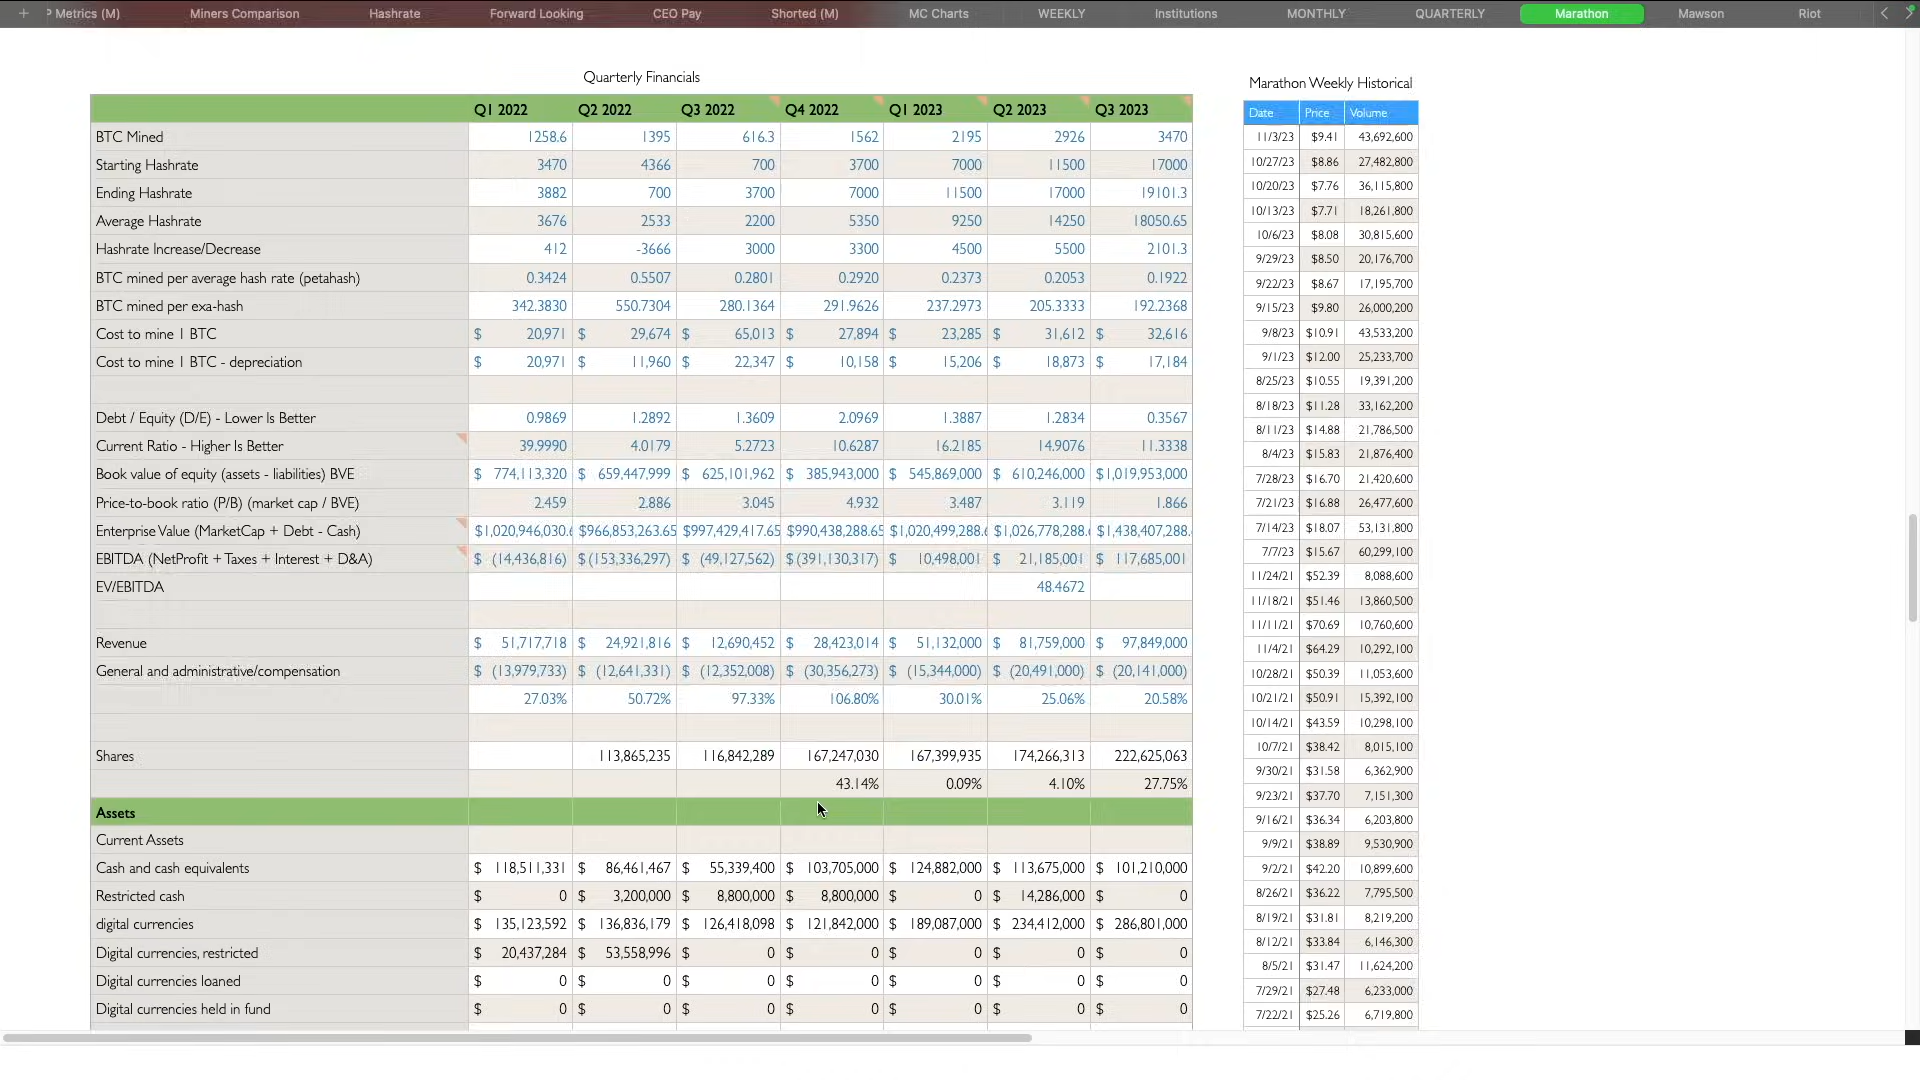 P Metrics (M) Miners Comparison Hashrate Forward Looking CEO Pay Shorted (M) MC Charts WEEKLY Institutions MONTHLY QUARTERLY Marathon Mawson Riot
Quarterly Financials
Q1 2022 Q2 2022 Q3 2022 Q4 2022 Q1 2023 Q2 2023 Q3 2023
BTC Mined 1258.6 1395 616.3 1562 2195 2926 3470
Starting Hashrate 3470 4366 700 3700 7000 11500 17000
Ending Hashrate 3882 700 3700 7000 11500 17000 19101.3
Average Hashrate 3676 2533 2200 5350 9250 14250 18050.65
Hashrate Increase/Decrease 412 -3666 3000 3300 4500 5500 2101.3
BTC mined per average hash rate (petahash) 0.3424 0.5507 0.2801 0.2920 0.2373 0.2053 0.1922
BTC mined per exa-hash 342.3830 550.7304 280.1364 291.9626 237.2973 205.3333 192.2368
Cost to mine 1 BTC $ 20,971 $ 29,674 $ 65,013 $ 27,894 $ 23,285 $ 31,612 $ 32,616
Cost to mine 1 BTC - depreciation $ 20,971 $ 11,960 $ 22,347 $ 10,158 $ 15,206 $ 18,873 $ 17,184
Debt / Equity (D/E) - Lower Is Better 0.9869 1.2892 1.3609 2.0969 1.3887 1.2834 0.3567
Current Ratio - Higher Is Better 39.9990 4.0179 5.2723 10.6287 16.2185 14.9076 11.3338
Book value of equity (assets - liabilities) BVE $ 774,113,320 $ 659,447,999 $ 625,101,962 $ 385,943,000 $ 545,869,000 $ 610,246,000 $1,019,953,000
Price-to-book ratio (P/B) (market cap / BVE) 2.459 2.886 3.045 4.932 3.487 3.119 1.866
Enterprise Value (MarketCap + Debt - Cash) $1,020,946,030.6 $966,853,263.65 $997,429,417.65 $990,438,288.65 $1,020,499,288.6 $1,026,778,288.6 $1,438,407,288.
EBITDA (NetProfit + Taxes + Interest + D&A) $ (14,436,816) $ (153,336,297) $ (49,127,562) $ (391,130,317) $ 10,498,001 $ 21,185,001 $ 117,685,001
EV/EBITDA 48.4672
Revenue $ 51,717,718 $ 24,921,816 $ 12,690,452 $ 28,423,014 $ 51,132,000 $ 81,759,000 $ 97,849,000
General and administrative/compensation $ (13,979,733) $ (12,641,331) $ (12,352,008) $ (30,356,273) $ (15,344,000) $ (20,491,000) $ (20,141,000)
27.03% 50.72% 97.33% 106.80% 30.01% 25.06% 20.58%
Shares 113,865,235 116,842,289 167,247,030 167,399,935 174,266,313 222,625,063
43.14% 0.09% 4.10% 27.75%
Assets
Current Assets
Cash and cash equivalents $ 118,511,331 $ 86,461,467 $ 55,339,400 $ 103,705,000 $ 124,882,000 $ 113,675,000 $ 101,210,000
Restricted cash $ 0 $ 3,200,000 $ 8,800,000 $ 8,800,000 $ 0 $ 14,286,000 $ 0
digital currencies $ 135,123,592 $ 136,836,179 $ 126,418,098 $ 121,842,000 $ 189,087,000 $ 234,412,000 $ 286,801,000
Digital currencies, restricted $ 20,437,284 $ 53,558,996 $ 0 $ 0 $ 0 $ 0 $ 0
Digital currencies loaned $ 0 $ 0 $ 0 $ 0 $ 0 $ 0 $ 0
Digital currencies held in fund $ 0 $ 0 $ 0 $ 0 $ 0 $ 0 $ 0
Marathon Weekly Historical
Date Price Volume
11/3/23 $9.41 43,692,600
10/27/23 $8.86 27,482,800
10/20/23 $7.76 36,115,800
10/13/23 $7.71 18,261,800
10/6/23 $8.08 30,815,600
9/29/23 $8.50 20,176,700
9/22/23 $8.67 17,195,700
9/15/23 $9.80 26,000,200
9/8/23 $10.91 43,533,200
9/1/23 $12.00 25,233,700
8/25/23 $10.55 19,391,200
8/18/23 $11.28 33,162,200
8/11/23 $14.88 21,786,500
8/4/23 $15.83 21,876,400
7/28/23 $16.70 21,420,600
7/21/23 $16.88 26,477,600
7/14/23 $18.07 53,131,800
7/7/23 $15.67 60,299,100
11/24/21 $52.39 8,088,600
11/18/21 $51.46 13,860,500
11/11/21 $70.69 10,760,600
11/4/21 $64.29 10,292,100
10/28/21 $50.39 11,053,600
10/21/21 $50.91 15,392,100
10/14/21 $43.59 10,298,100
10/7/21 $38.42 8,015,100
9/30/21 $31.58 6,362,900
9/23/21 $37.70 7,151,300
9/16/21 $36.34 6,203,800
9/9/21 $38.89 9,530,900
9/2/21 $42.20 10,899,600
8/26/21 $36.22 7,795,500
8/19/21 $31.81 8,219,200
8/12/21 $33.84 6,146,300
8/5/21 $31.47 11,624,200
7/29/21 $27.48 6,233,000
7/22/21 $25.26 6,719,800